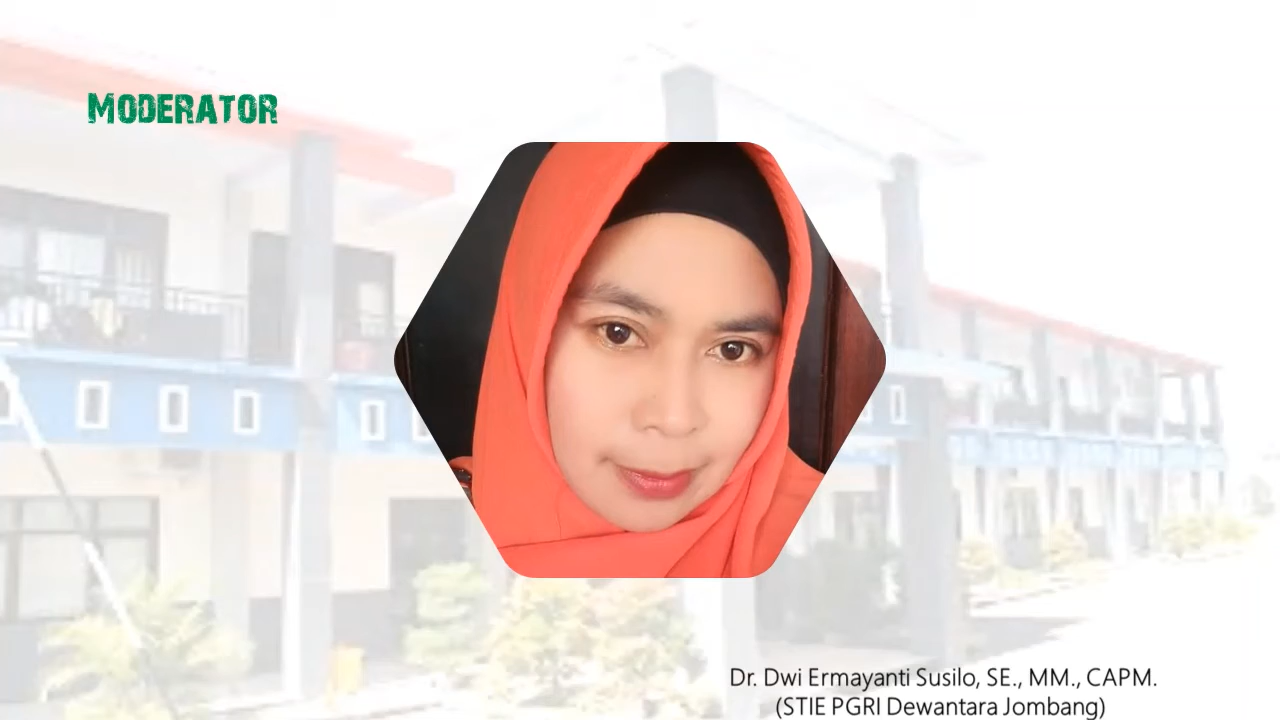 MODERATOR
Dr. Dwi Ermayanti Susilo, SE., MM., CAPM.
(STIE PGRI Dewantara Jombang)